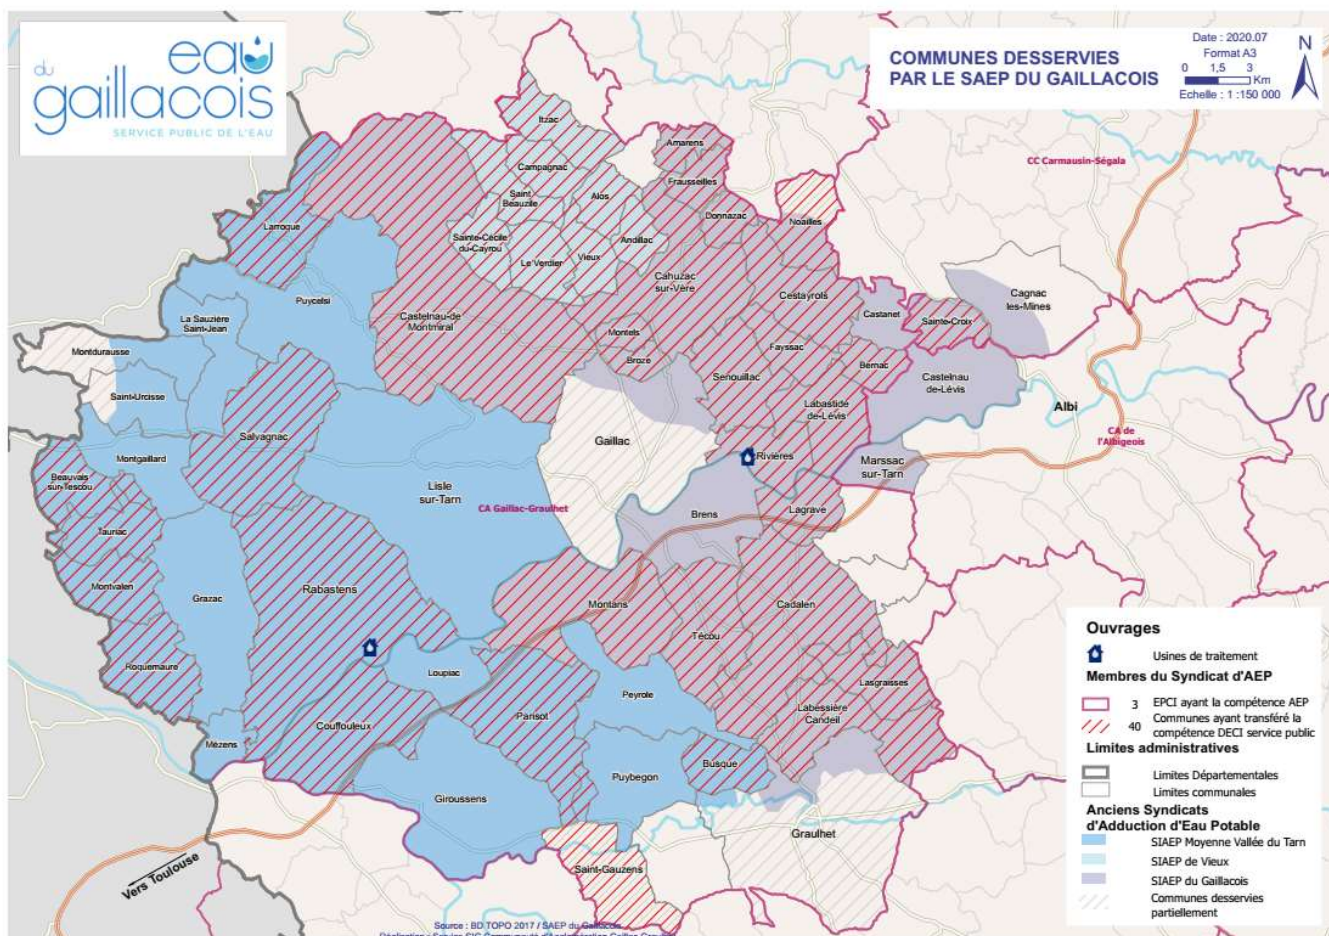 du
eau
gaillacois
SERVICE PUBLIC DE L'EAU
COMMUNES DESSERVIES
PAR LE SAEP DU GAILLACOIS
Date : 2020.07
Format A3
0 1,5 3
Km
Echelle : 1 :150 000
N
Itzac
Amarens
CC Carmausin-Ségala
Campagnac
Frausseilles
Saint
Beauzile
Alos
Donnazac
Noailles
Larroque
Sainte-Cécile
du-Cayrou
Andillac
Le Verdier
Vieux
Cahuzac
sur-Vère
Cestayrols
Cagnac
les-Mines
Puycelsi
La Sauzière
Saint-Jean
Castelnau-de
Montmiral
Castanet
Sainte-Croix
Montels
Fayssac
Montdurausse
Broze
Bernac
Senouillac
Castelnau
de-Lévis
Saint-Urcisse
Labastide
de-Lévis
Albi
Salvagnac
Gaillac
CA de
l'Albigeois
Montgaillard
Rivières
Marssac
sur-Tarn
Beauvais
sur-Tescou
Lisle
sur-Tarn
CA Gaillac-Graulhet
Brens
Lagrave
Tauriac
Montvalen
Grazac
Rabastens
Montans
Cadalen
Técou
Roquemaure
Loupiac
Lasgraisses
Peyrole
Parisot
Labessière
Candeil
Couffouleux
Mézens
Busque
Puybegon
Giroussens
Graulhet
Saint-Gauzens
Vers Toulouse
Ouvrages
Usines de traitement
Membres du Syndicat d'AEP
3 EPCI ayant la compétence AEP
40 Communes ayant transféré la
compétence DECI service public
Limites administratives
Limites Départementales
Limites communales
Anciens Syndicats
d'Adduction d'Eau Potable
SIAEP Moyenne Vallée du Tarn
SIAEP de Vieux
SIAEP du Gaillacois
Communes desservies
partiellement
Source : BD TOPO 2017 / SAEP du Gaillacois